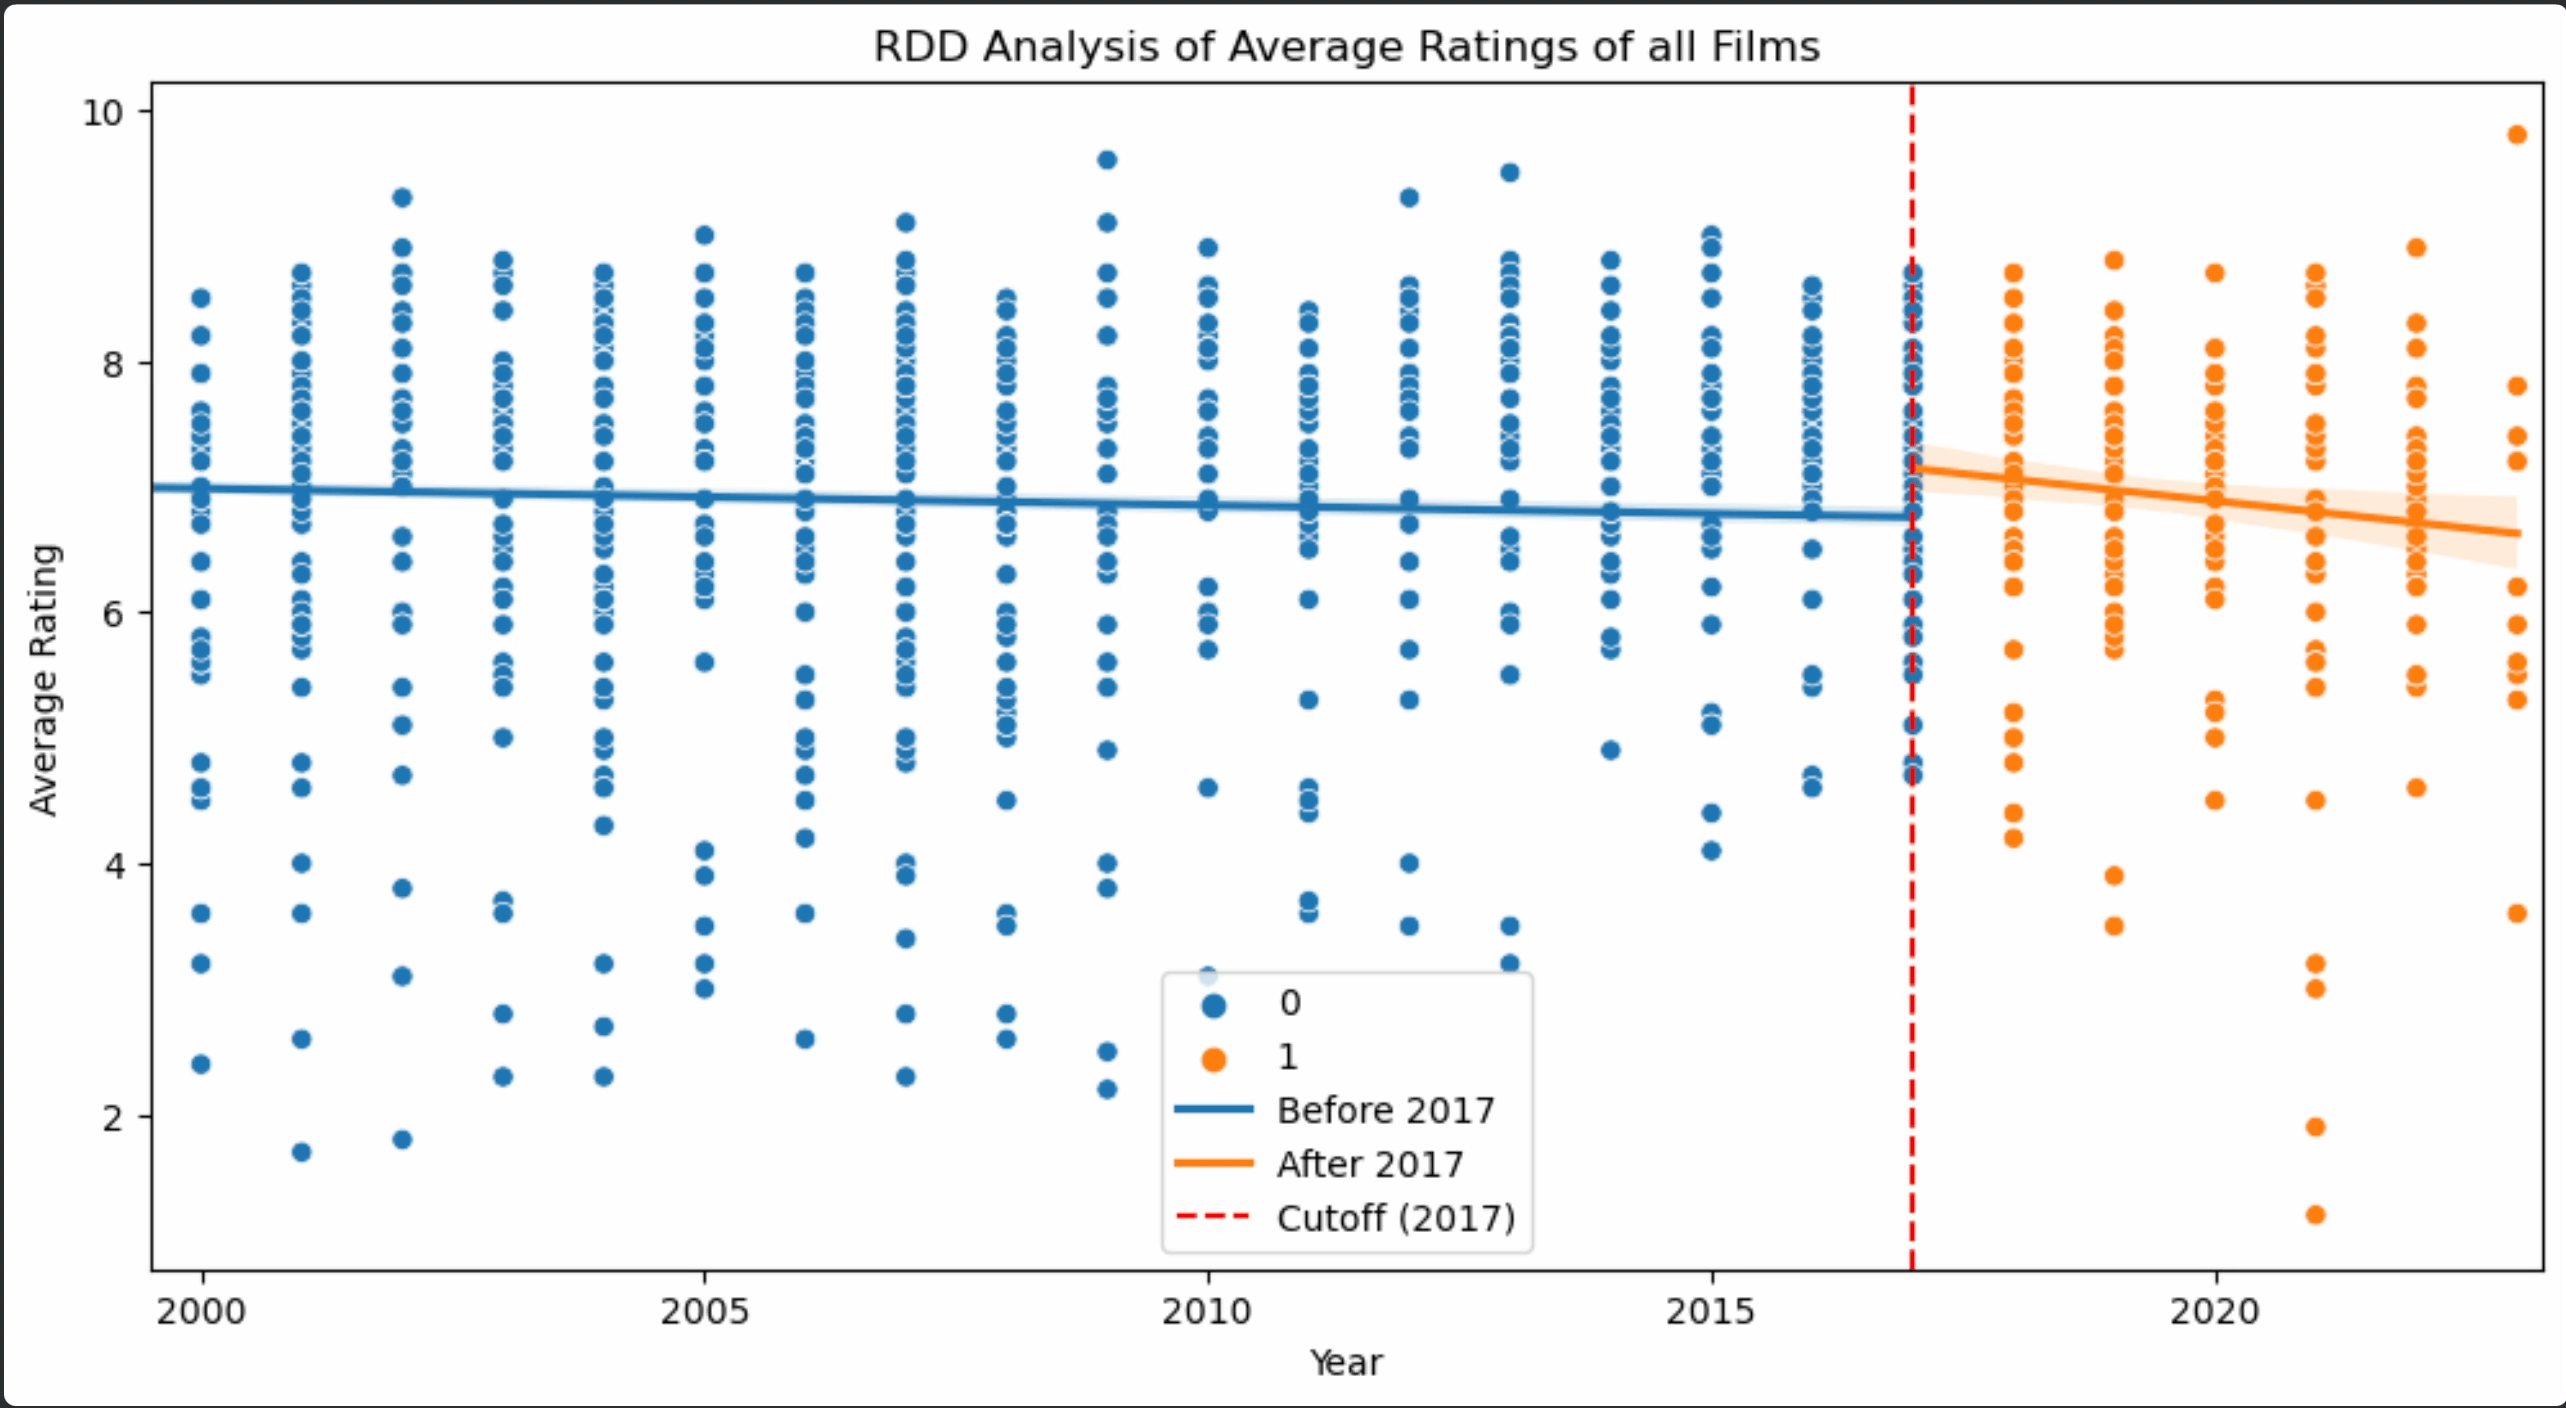 RDD Analysis of Average Ratings of all Films
10
8
6
4
2
Average Rating
0
1
Before 2017
After 2017
Cutoff (2017)
2000 2005 2010 2015 2020
Year